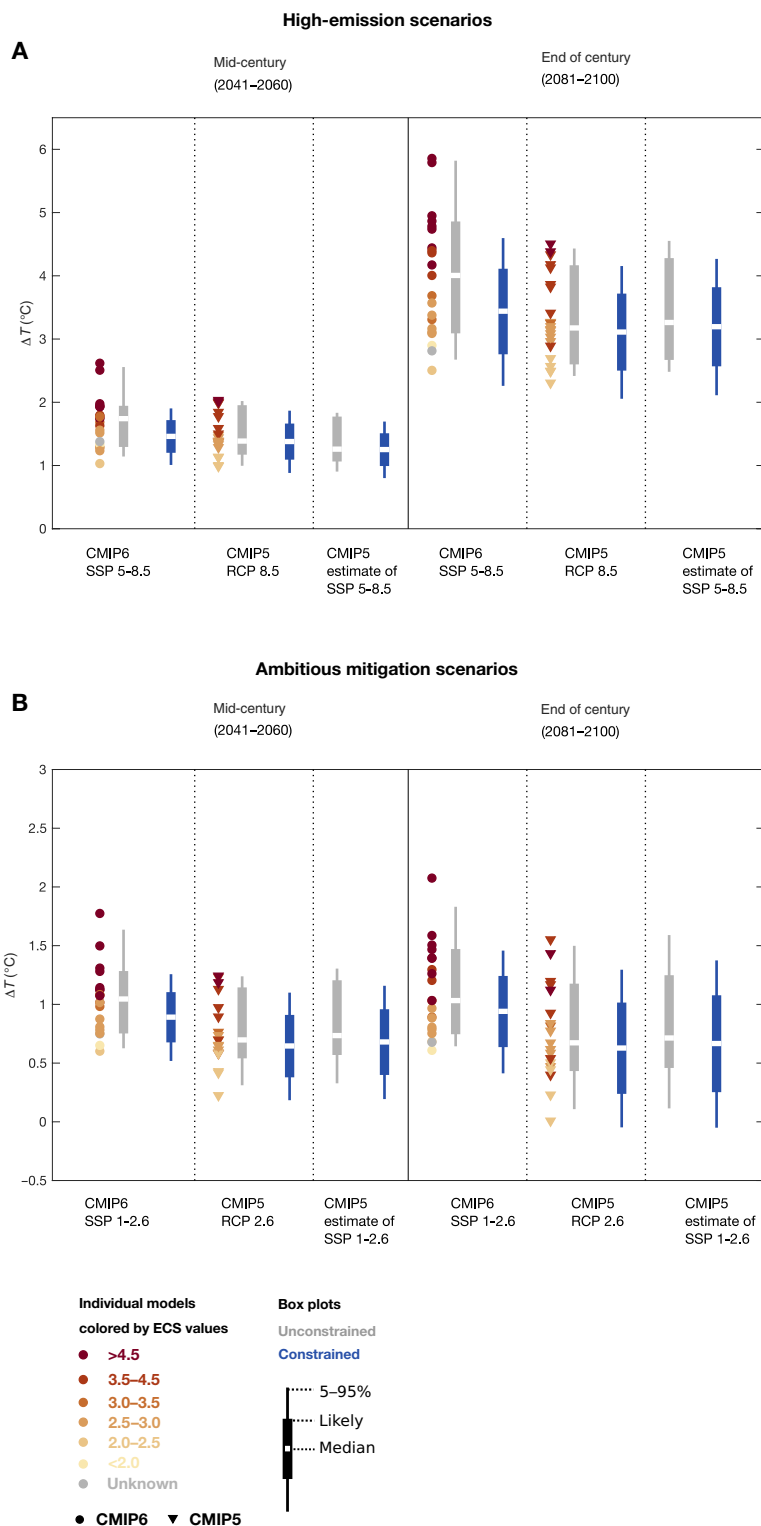 High-emission scenarios
A
Mid-century
(2041–2060)
End of century
(2081–2100)
6
5
4
3
2
1
0
Δ T (°C)
CMIP6
SSP 5-8.5
CMIP5
RCP 8.5
CMIP5
estimate of
SSP 5-8.5
CMIP6
SSP 5-8.5
CMIP5
RCP 8.5
CMIP5
estimate of
SSP 5-8.5
Ambitious mitigation scenarios
B
Mid-century
(2041–2060)
End of century
(2081–2100)
3
2.5
2
1.5
1
0.5
0
−0.5
Δ T (°C)
CMIP6
SSP 1-2.6
CMIP5
RCP 2.6
CMIP5
estimate of
SSP 1-2.6
CMIP6
SSP 1-2.6
CMIP5
RCP 2.6
CMIP5
estimate of
SSP 1-2.6
Individual models
colored by ECS values
>4.5
3.5–4.5
3.0–3.5
2.5–3.0
2.0–2.5
<2.0
Unknown
CMIP6 CMIP5
Box plots
Unconstrained
Constrained
5–95%
Likely
Median